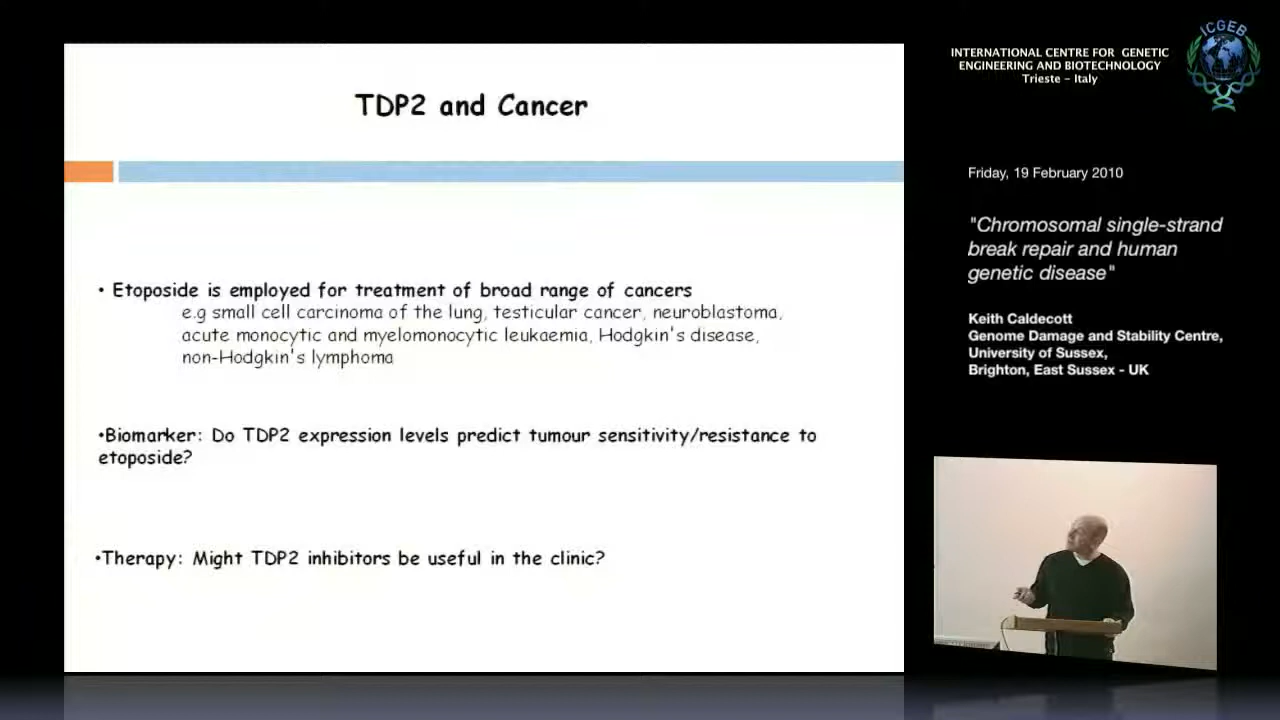 TDP2 and Cancer
• Etoposide is employed for treatment of broad range of cancers
e.g small cell carcinoma of the lung, testicular cancer, neuroblastoma,
acute monocytic and myelomonocytic leukaemia, Hodgkin's disease,
non-Hodgkin's lymphoma
•Biomarker: Do TDP2 expression levels predict tumour sensitivity/resistance to
etoposide?
•Therapy: Might TDP2 inhibitors be useful in the clinic?
INTERNATIONAL CENTRE FOR GENETIC
ENGINEERING AND BIOTECHNOLOGY
Trieste - Italy
ICGEB
Friday, 19 February 2010
"Chromosomal single-strand
break repair and human
genetic disease"
Keith Caldecott
Genome Damage and Stability Centre,
University of Sussex,
Brighton, East Sussex - UK